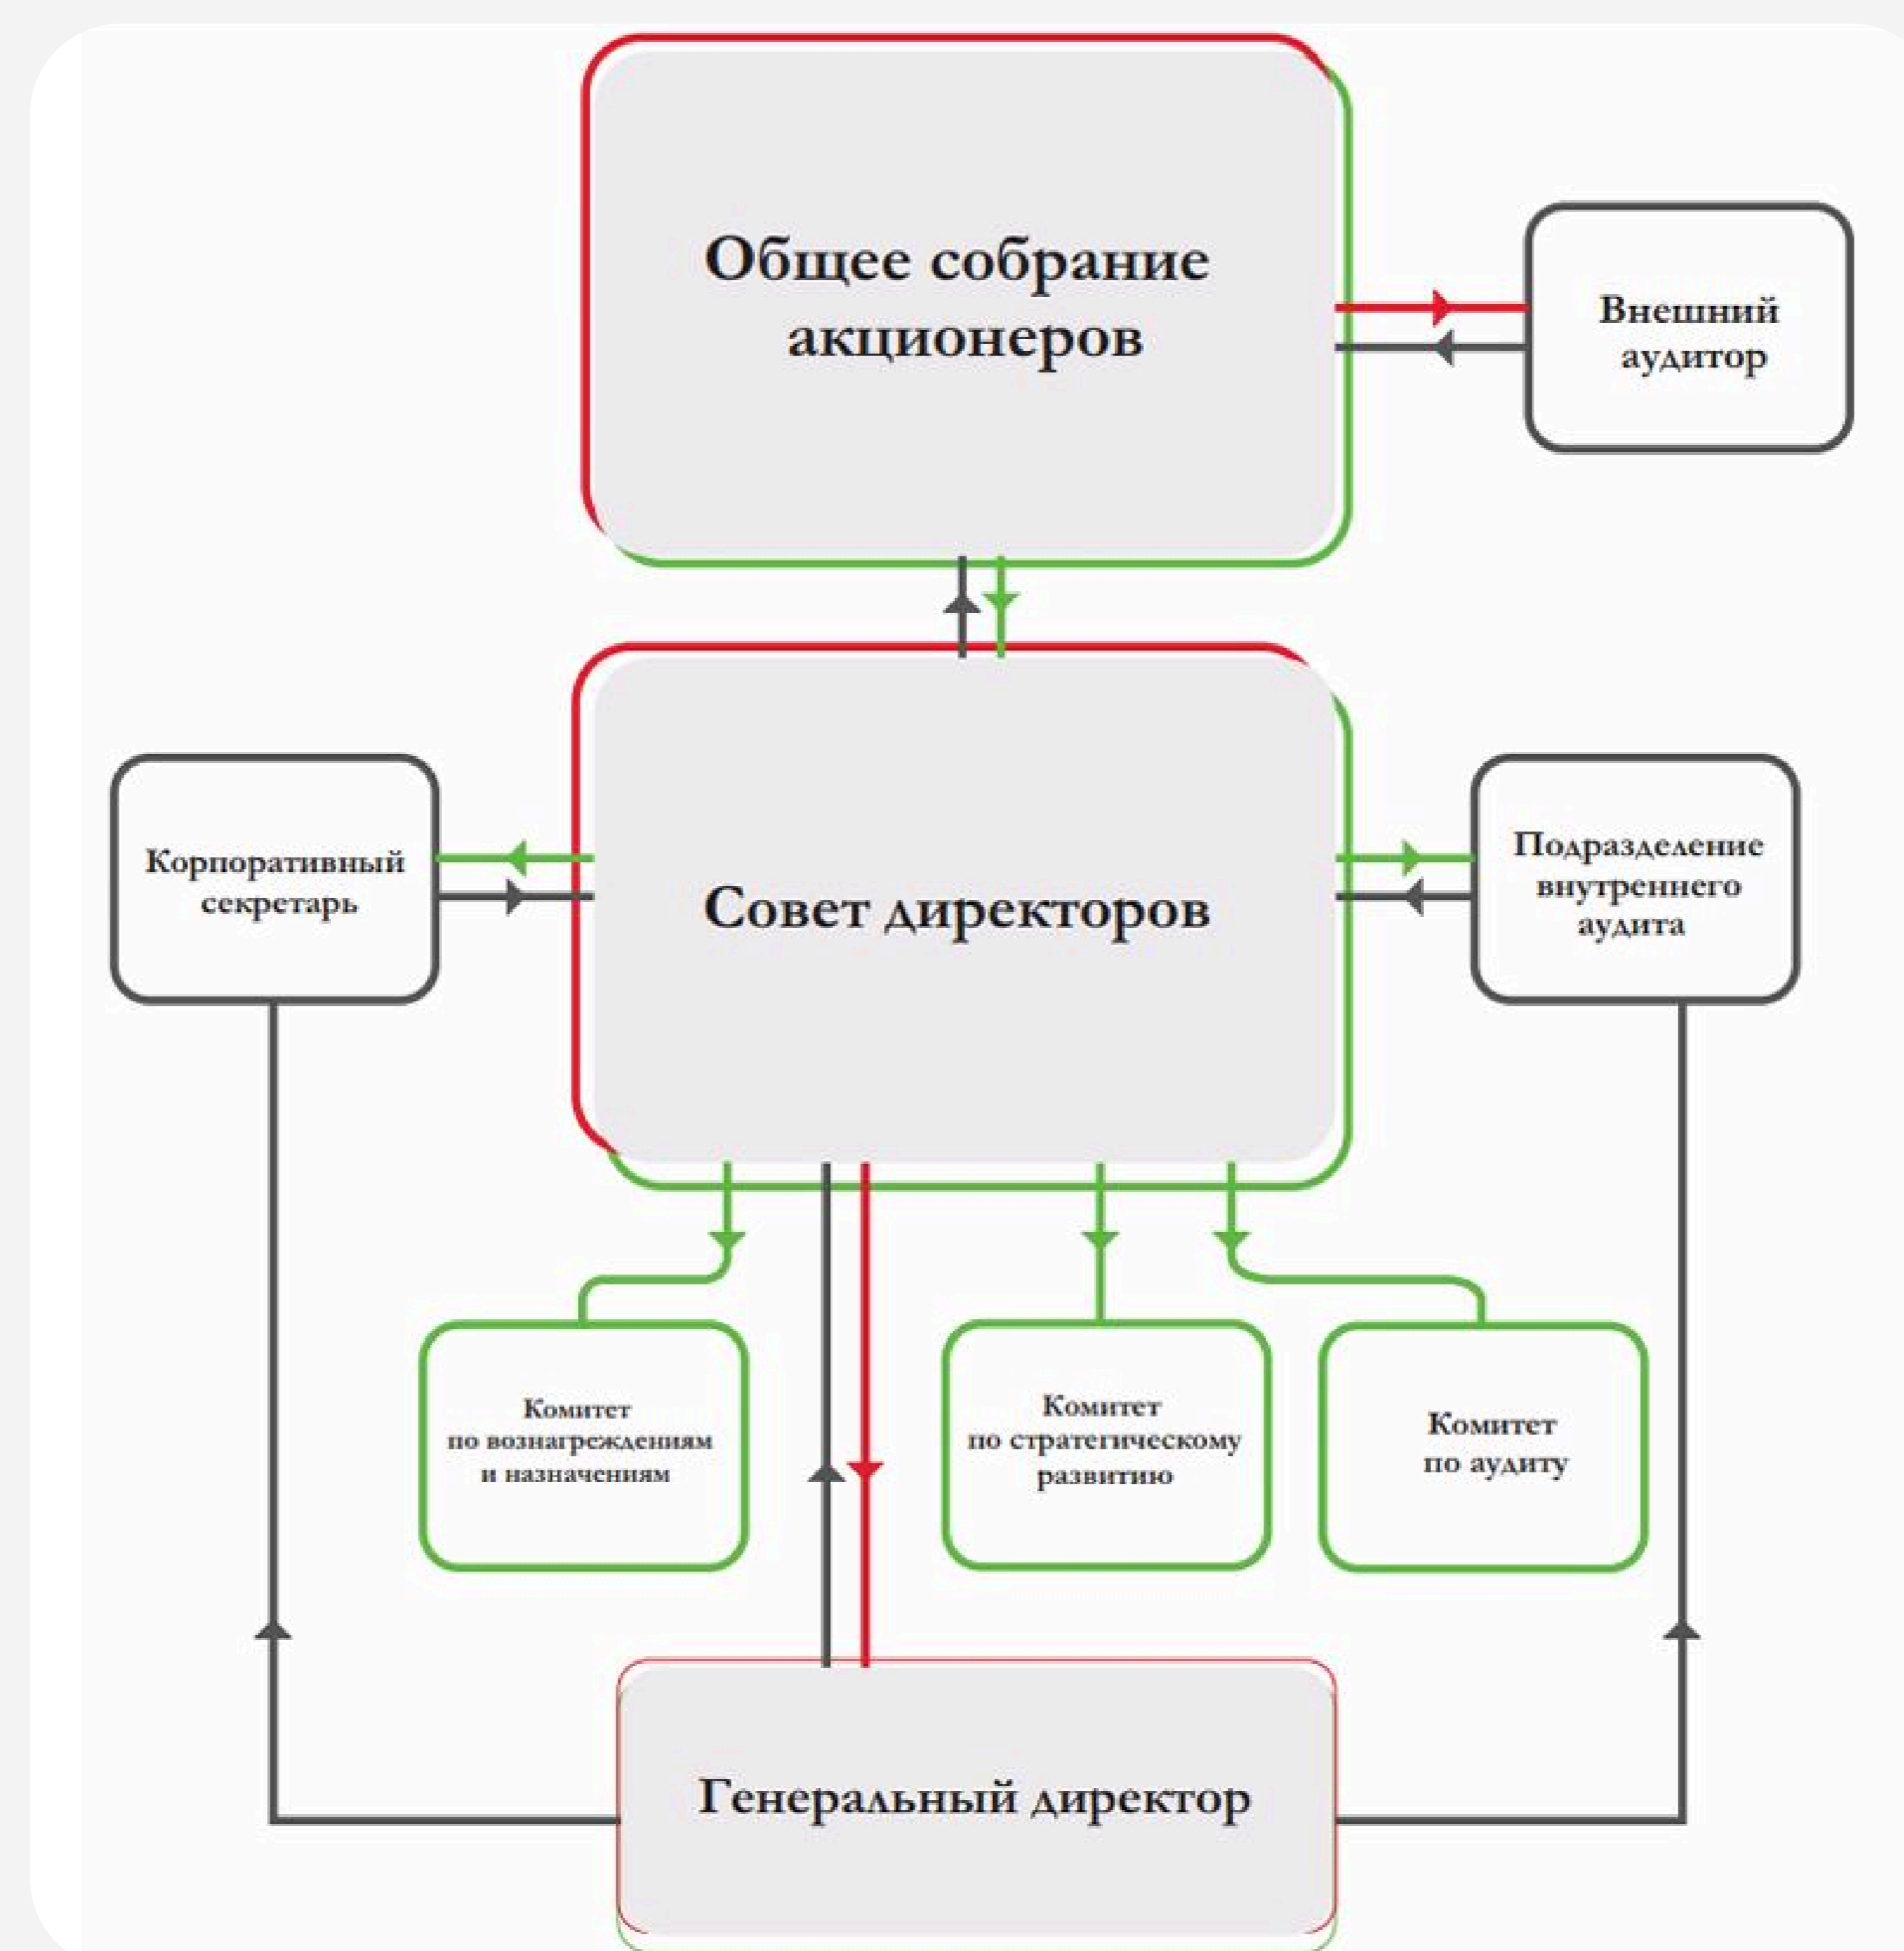 Общее собрание
акционеров
Внешний
аудитор
Корпоративный
секретарь
Совет директоров
Подразделение
внутреннего
аудита
Комитет
по вознагреждениям
и назначениям
Комитет
по стратегическому
развитию
Комитет
по аудиту
Генеральный директор